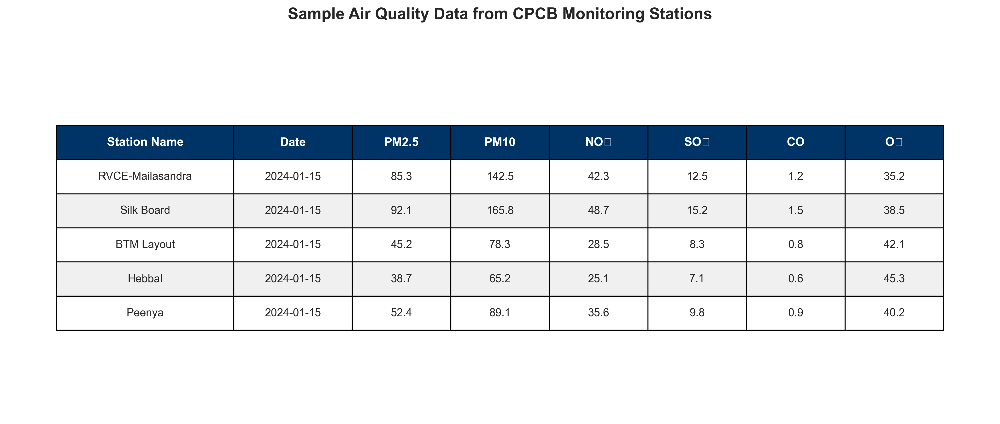 Sample Air Quality Data from CPCB Monitoring Stations
Station Name Date PM2.5 PM10 NO□ SO□ CO O□
RVCE-Mailasandra 2024-01-15 85.3 142.5 42.3 12.5 1.2 35.2
Silk Board 2024-01-15 92.1 165.8 48.7 15.2 1.5 38.5
BTM Layout 2024-01-15 45.2 78.3 28.5 8.3 0.8 42.1
Hebbal 2024-01-15 38.7 65.2 25.1 7.1 0.6 45.3
Peenya 2024-01-15 52.4 89.1 35.6 9.8 0.9 40.2